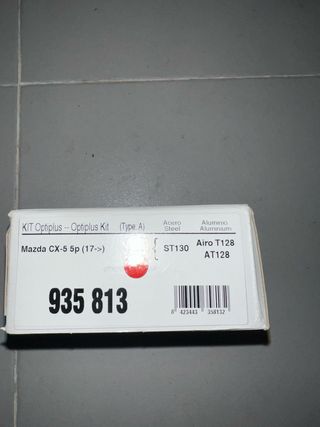 KIT Optiplus -- Optiplus Kit (Type. A) Acero Steel Aluminio Aluminium
Mazda CX-5 5p (17->) { ST130 Airo T128 AT128
935 813
8 423443 358132